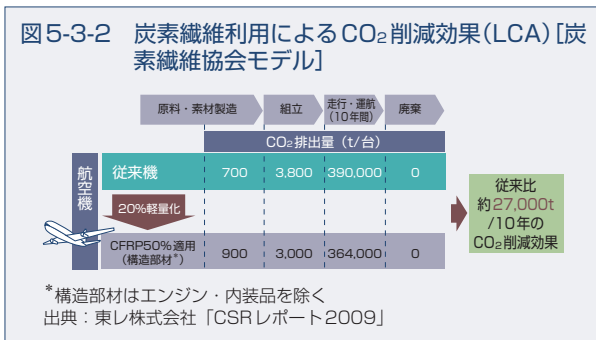 図5-3-2 炭素繊維利用によるCO₂削減効果(LCA)[炭
素繊維協会モデル]
原料・素材製造
組立
走行・運航
(10年間)
廃棄
CO₂排出量(t/台)
航空機
従来機 700 3,800 390,000 0
20%軽量化
CFRP50%適用
(構造部材*)
900 3,000 364,000 0
従来比
約27,000t
/10年の
CO₂削減効果
*構造部材はエンジン・内装品を除く
出典:東レ株式会社「CSRレポート2009」